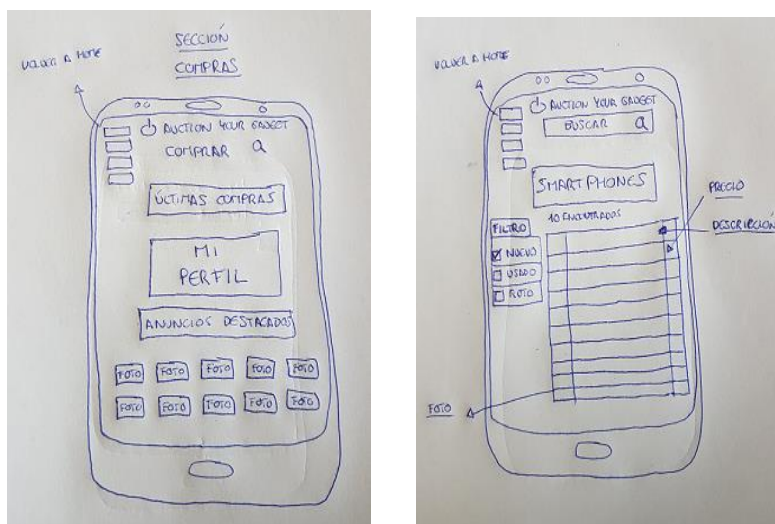 SECCIÓN
COMPRAS
VOLVER A HOME
AUCTION YOUR GADGET
COMPRAR
ÚLTIMAS COMPRAS
MI
PERFIL
ANUNCIOS DESTACADOS
FOTO FOTO FOTO FOTO FOTO
FOTO FOTO FOTO FOTO FOTO
VOLVER A HOME
AUCTION YOUR GADGET
BUSCAR
SMARTPHONES
10 ENCONTRADOS
PRECIO
DESCRIPCIÓN
FILTRO
NUEVO
USADO
ROTO
FOTO